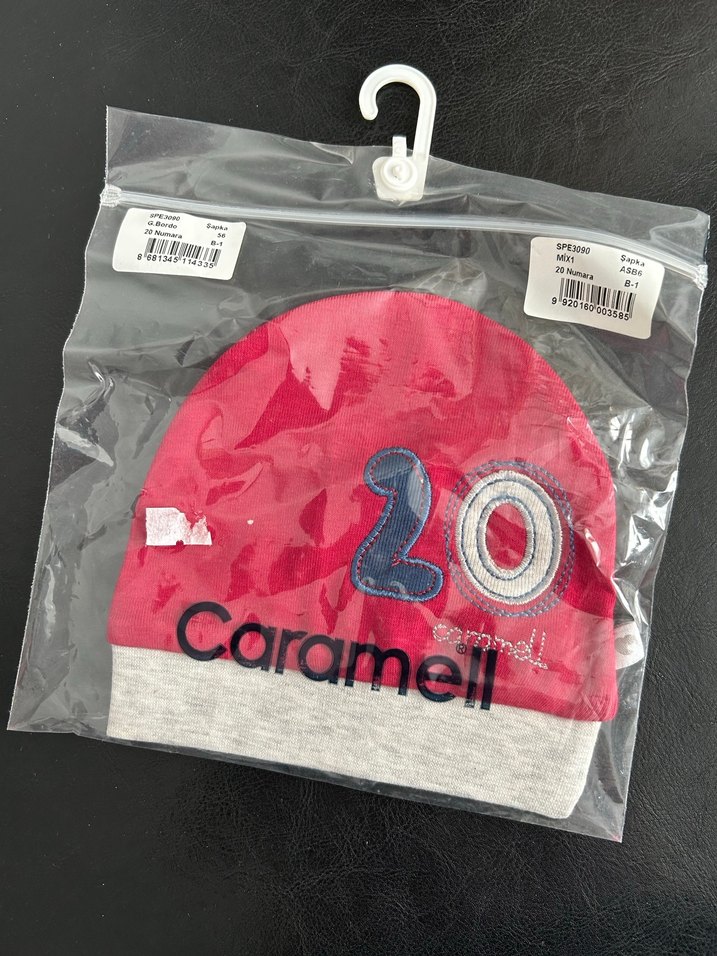 SPE3090 Şapka
G.Bordo 56
20 Numara B-1
8 681345 114335
SPE3090 Şapka
MİX1 ASB6
20 Numara B-1
9 920160 003585
20
caramell
Caramell®